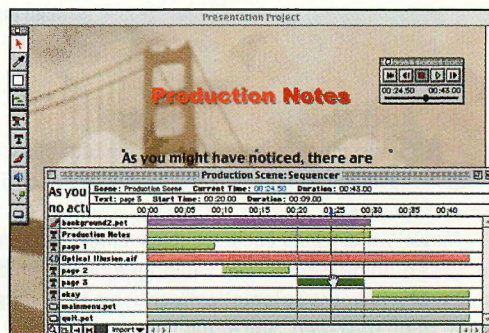 Presentation Project
Production Notes
00:24.50 00:43.00
As you might have noticed, there are
Production Scene: Sequencer
As you
no actu
Scene: Production Scene Current Time: 00:24.50 Duration: 00:43.00
Text: page 3 Start Time: 00:20.00 Duration: 00:09.00
00:00 00:05 00:10 00:15 00:20 00:25 00:30 00:35 00:40
background2.pct
Production Notes
page 1
Optical Illusion.aif
page 2
page 3
okay
mainmenu.pct
quit.pct
Import